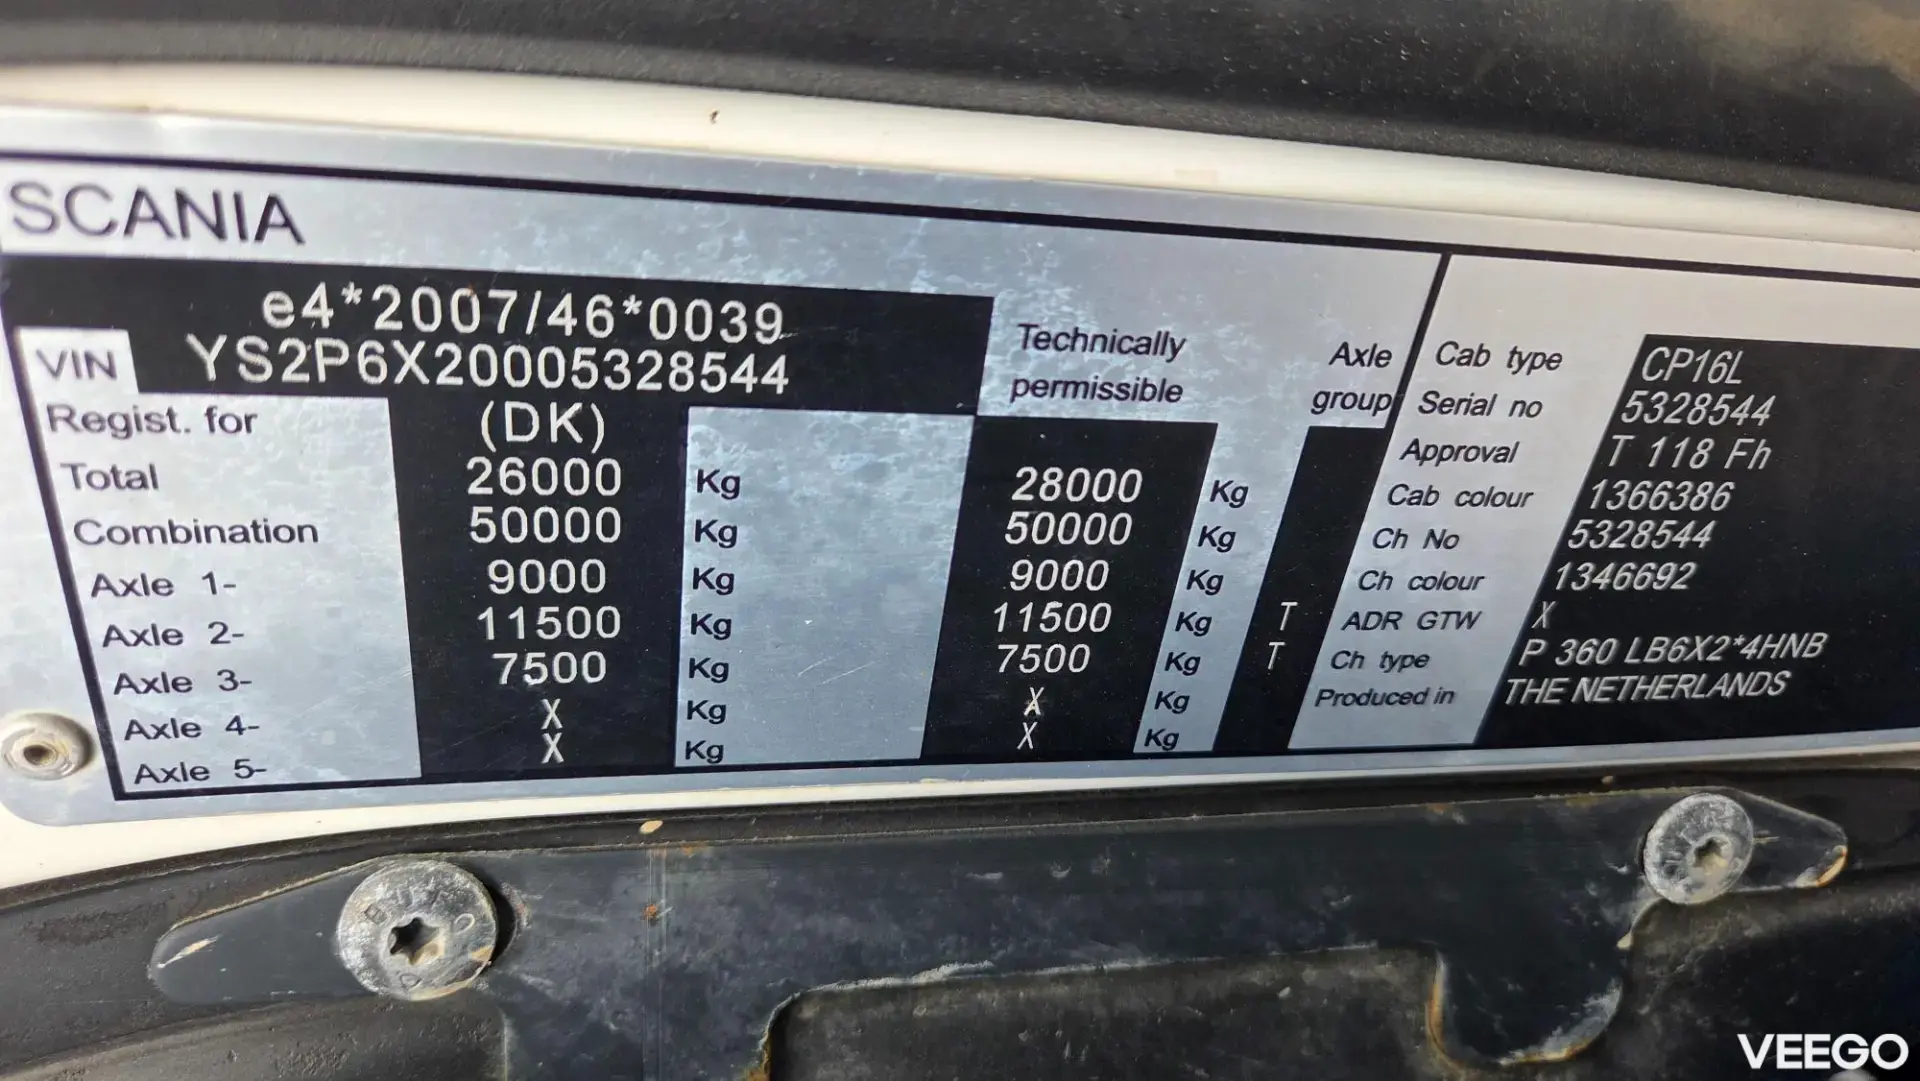 SCANIA
e4*2007/46*0039
VIN YS2P6X20005328544
Technically permissible
Axle group
Regist. for (DK)
Total 26000 Kg 28000 Kg
Combination 50000 Kg 50000 Kg
Axle 1- 9000 Kg 9000 Kg
Axle 2- 11500 Kg 11500 Kg T
Axle 3- 7500 Kg 7500 Kg T
Axle 4- X Kg X Kg
Axle 5- X Kg X Kg
Cab type CP16L
Serial no 5328544
Approval T 118 Fh
Cab colour 1366386
Ch No 5328544
Ch colour 1346692
ADR GTW X
Ch type P 360 LB6X2*4HNB
Produced in THE NETHERLANDS
VEEGO